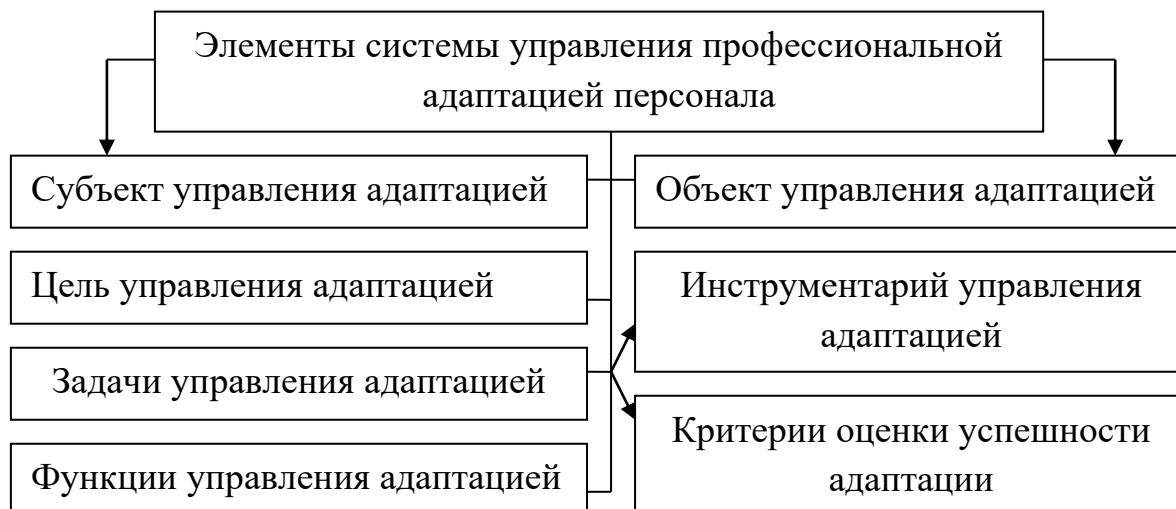 Элементы системы управления профессиональной
адаптацией персонала
Субъект управления адаптацией
Объект управления адаптацией
Цель управления адаптацией
Инструментарий управления
адаптацией
Задачи управления адаптацией
Критерии оценки успешности
адаптации
Функции управления адаптацией